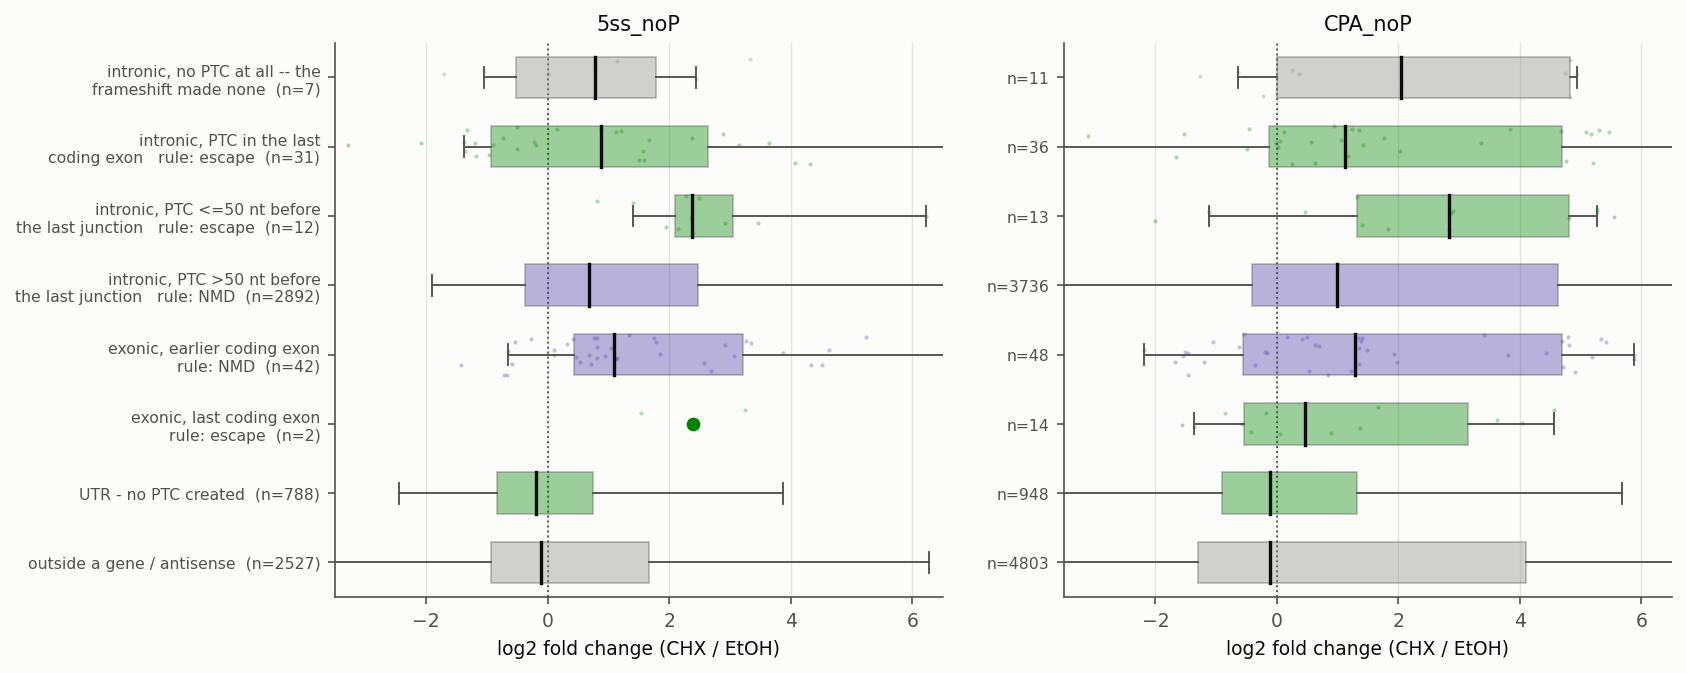 5ss_noP
CPA_noP
intronic, no PTC at all -- the
frameshift made none  (n=7)
n=11
intronic, PTC in the last
coding exon   rule: escape  (n=31)
n=36
intronic, PTC <=50 nt before
the last junction   rule: escape  (n=12)
n=13
intronic, PTC >50 nt before
the last junction   rule: NMD  (n=2892)
n=3736
exonic, earlier coding exon
rule: NMD  (n=42)
n=48
exonic, last coding exon
rule: escape  (n=2)
n=14
UTR - no PTC created  (n=788)
n=948
outside a gene / antisense  (n=2527)
n=4803
−2 0 2 4 6
−2 0 2 4 6
log2 fold change (CHX / EtOH)
log2 fold change (CHX / EtOH)